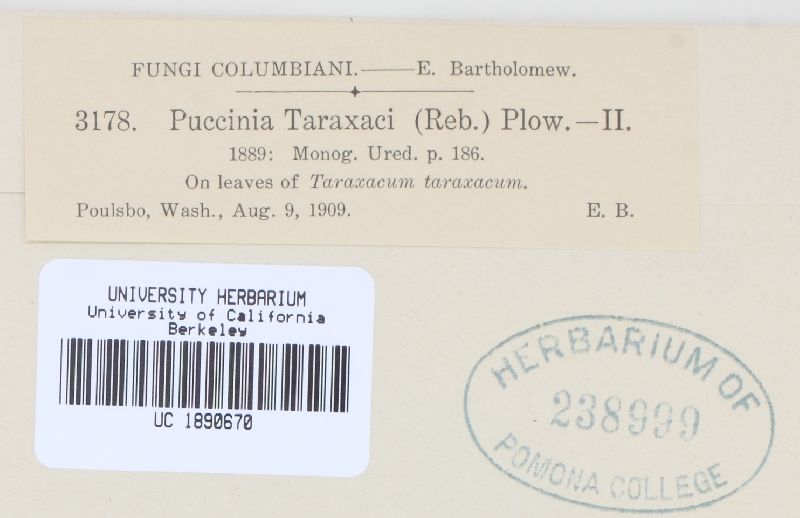 FUNGI COLUMBIANI.——E. Bartholomew.
3178. Puccinia Taraxaci (Reb.) Plow.—II.
1889: Monog. Ured. p. 186.
On leaves of Taraxacum taraxacum.
Poulsbo, Wash., Aug. 9, 1909. E. B.
UNIVERSITY HERBARIUM
University of California
Berkeley
UC 1890670
HERBARIUM OF
238999
POMONA COLLEGE